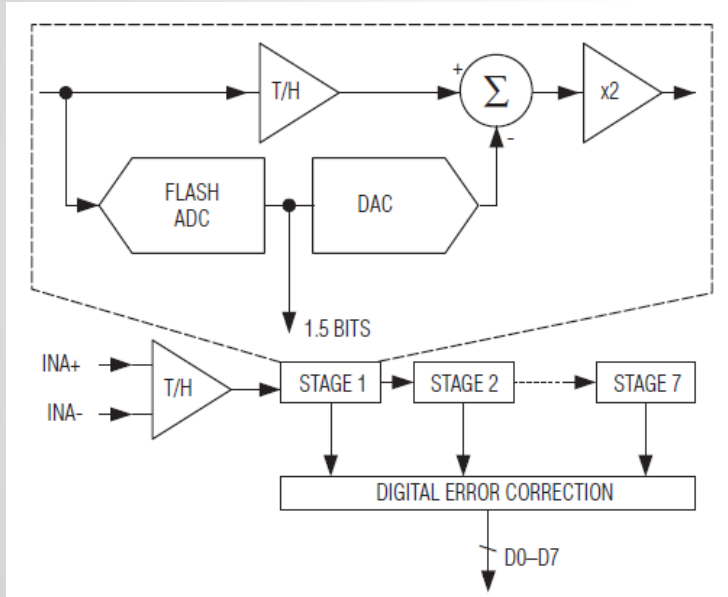 T/H
+
Σ
x2
-
FLASH
ADC
DAC
1.5 BITS
INA+
INA-
T/H
STAGE 1
STAGE 2
STAGE 7
DIGITAL ERROR CORRECTION
D0–D7